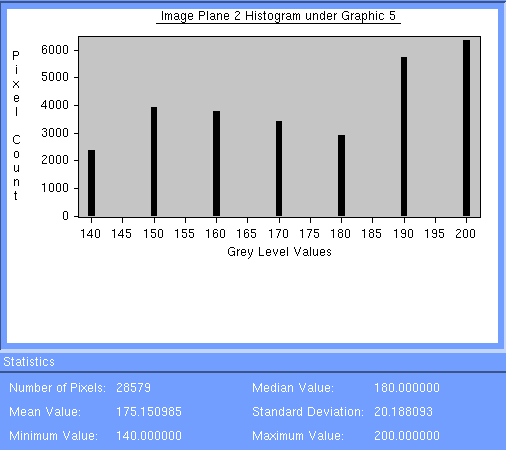 Image Plane 2 Histogram under Graphic 5
Pixel Count
6000
5000
4000
3000
2000
1000
0
140 145 150 155 160 165 170 175 180 185 190 195 200
Grey Level Values
Statistics
Number of Pixels: 28579 Median Value: 180.000000
Mean Value: 175.150985 Standard Deviation: 20.188093
Minimum Value: 140.000000 Maximum Value: 200.000000